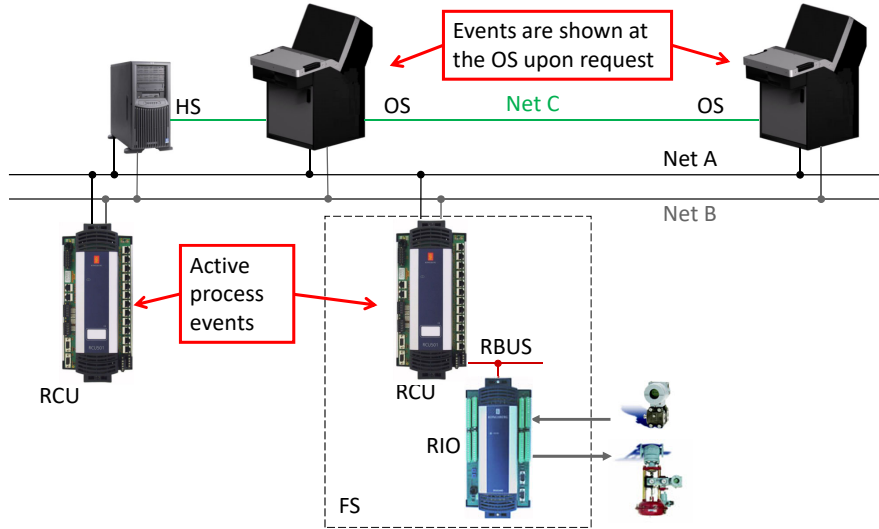 Events are shown at
the OS upon request
HS
OS
Net C
OS
Net A
Net B
Active
process
events
RBUS
RCU
RCU
RIO
FS